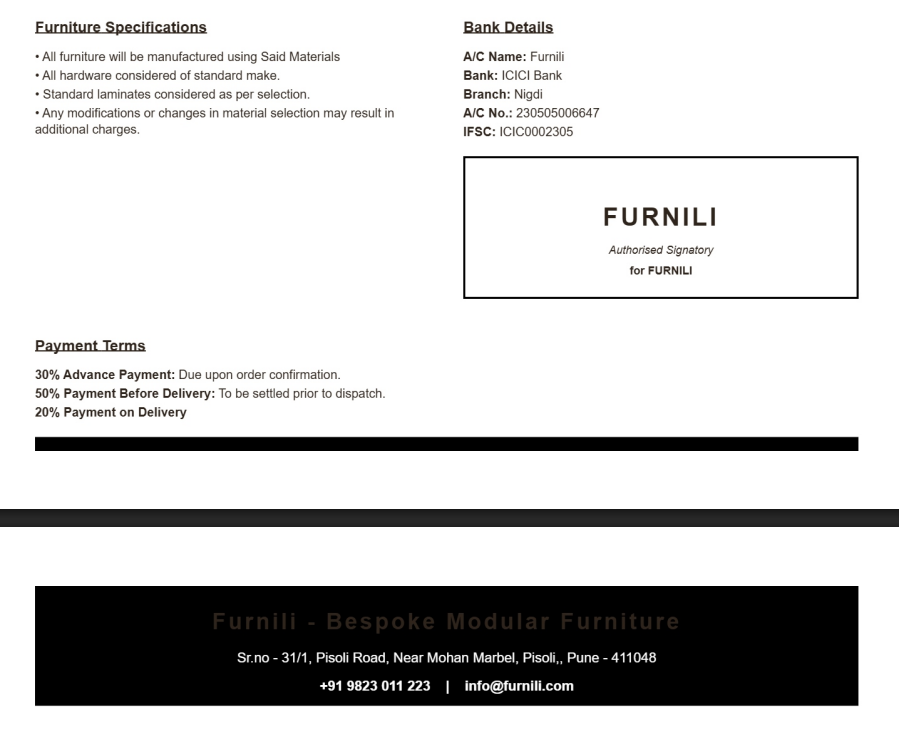 Furniture Specifications
• All furniture will be manufactured using Said Materials
• All hardware considered of standard make.
• Standard laminates considered as per selection.
• Any modifications or changes in material selection may result in
additional charges.
Bank Details
A/C Name: Furnili
Bank: ICICI Bank
Branch: Nigdi
A/C No.: 230505006647
IFSC: ICIC0002305
FURNILI
Authorised Signatory
for FURNILI
Payment Terms
30% Advance Payment: Due upon order confirmation.
50% Payment Before Delivery: To be settled prior to dispatch.
20% Payment on Delivery
Furnili - Bespoke Modular Furniture
Sr.no - 31/1, Pisoli Road, Near Mohan Marbel, Pisoli,, Pune - 411048
+91 9823 011 223 | info@furnili.com